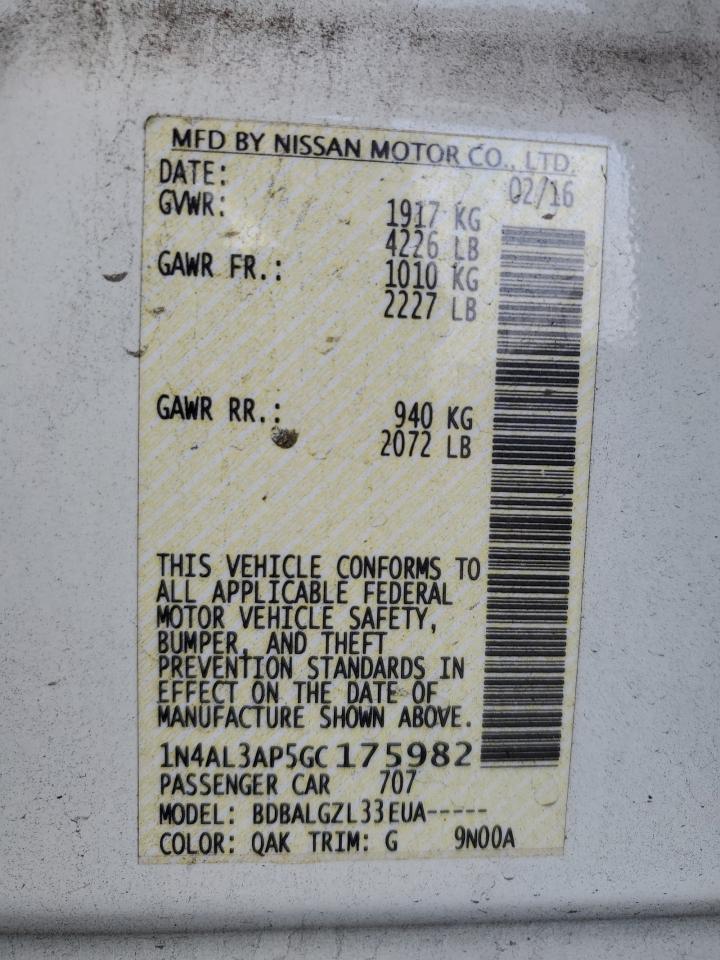 MFD BY NISSAN MOTOR CO., LTD.
DATE: 02/16
GVWR: 1917 KG
4226 LB
GAWR FR.: 1010 KG
2227 LB
GAWR RR.: 940 KG
2072 LB
THIS VEHICLE CONFORMS TO
ALL APPLICABLE FEDERAL
MOTOR VEHICLE SAFETY,
BUMPER, AND THEFT
PREVENTION STANDARDS IN
EFFECT ON THE DATE OF
MANUFACTURE SHOWN ABOVE.
1N4AL3AP5GC175982
PASSENGER CAR 707
MODEL: BDBALGZL33EUA-----
COLOR: QAK TRIM: G 9N00A